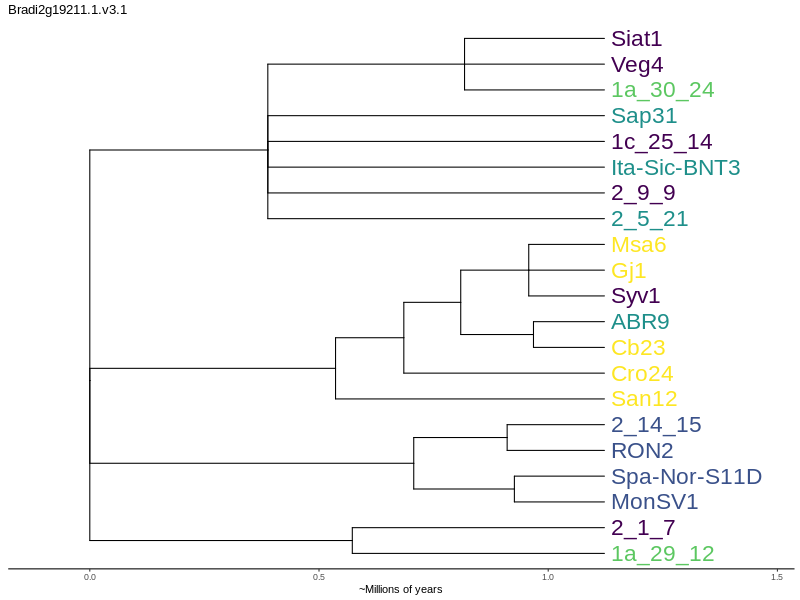 Bradi2g19211.1.v3.1
Siat1
Veg4
1a_30_24
Sap31
1c_25_14
Ita-Sic-BNT3
2_9_9
2_5_21
Msa6
Gj1
Syv1
ABR9
Cb23
Cro24
San12
2_14_15
RON2
Spa-Nor-S11D
MonSV1
2_1_7
1a_29_12
0.0 0.5 1.0 1.5
~Millions of years